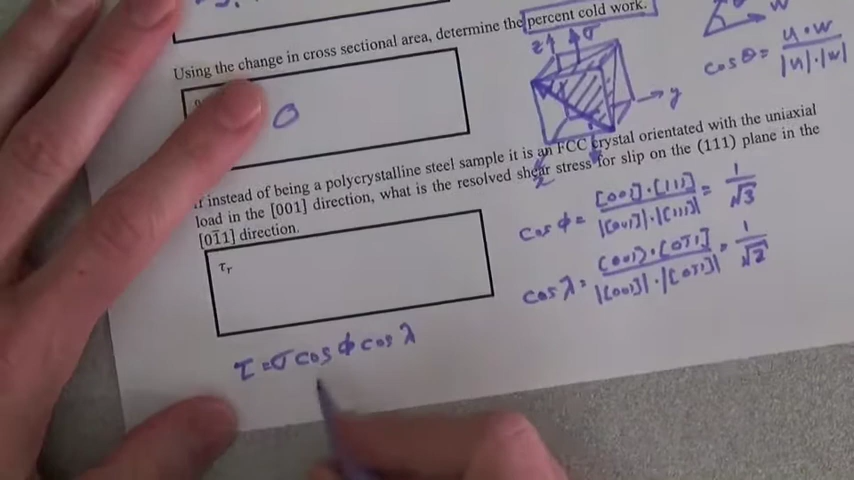 Using the change in cross sectional area, determine the percent cold work.
0
z σ
y
x
w
cosθ = u·w / |u|·|w|
instead of being a polycrystalline steel sample it is an FCC crystal orientated with the uniaxial
load in the [001] direction, what is the resolved shear stress for slip on the (111) plane in the
[01̄1] direction.
τr
cos ϕ = [001]·[111] / |[001]|·|[111]| = 1/√3
cos λ = [001]·[01̄1] / |[001]|·|[01̄1]| = 1/√2
τ = σ cos ϕ cos λ